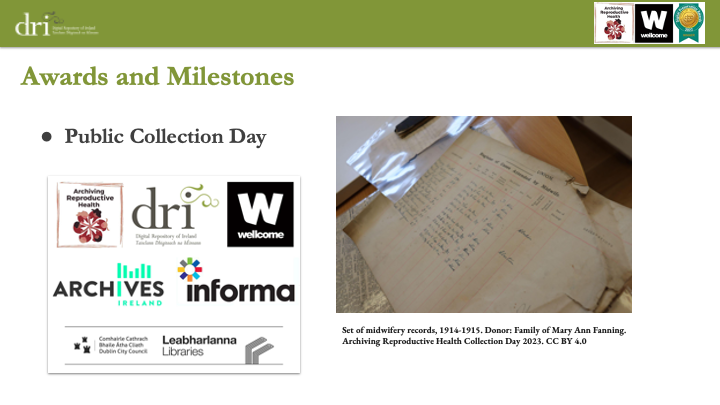 dri
Digital Repository of Ireland
Taisclann Dhigiteach na hÉireann
Archiving
Reproductive
Health
W
wellcome
Awards and Milestones
● Public Collection Day
Archiving
Reproductive
Health
dri
Digital Repository of Ireland
Taisclann Dhigiteach na hÉireann
W
wellcome
ARCHIVES
IRELAND
informa
Comhairle Cathrach
Bhaile Átha Cliath
Dublin City Council
Leabharlanna
Libraries
Set of midwifery records, 1914-1915. Donor: Family of Mary Ann Fanning.
Archiving Reproductive Health Collection Day 2023. CC BY 4.0